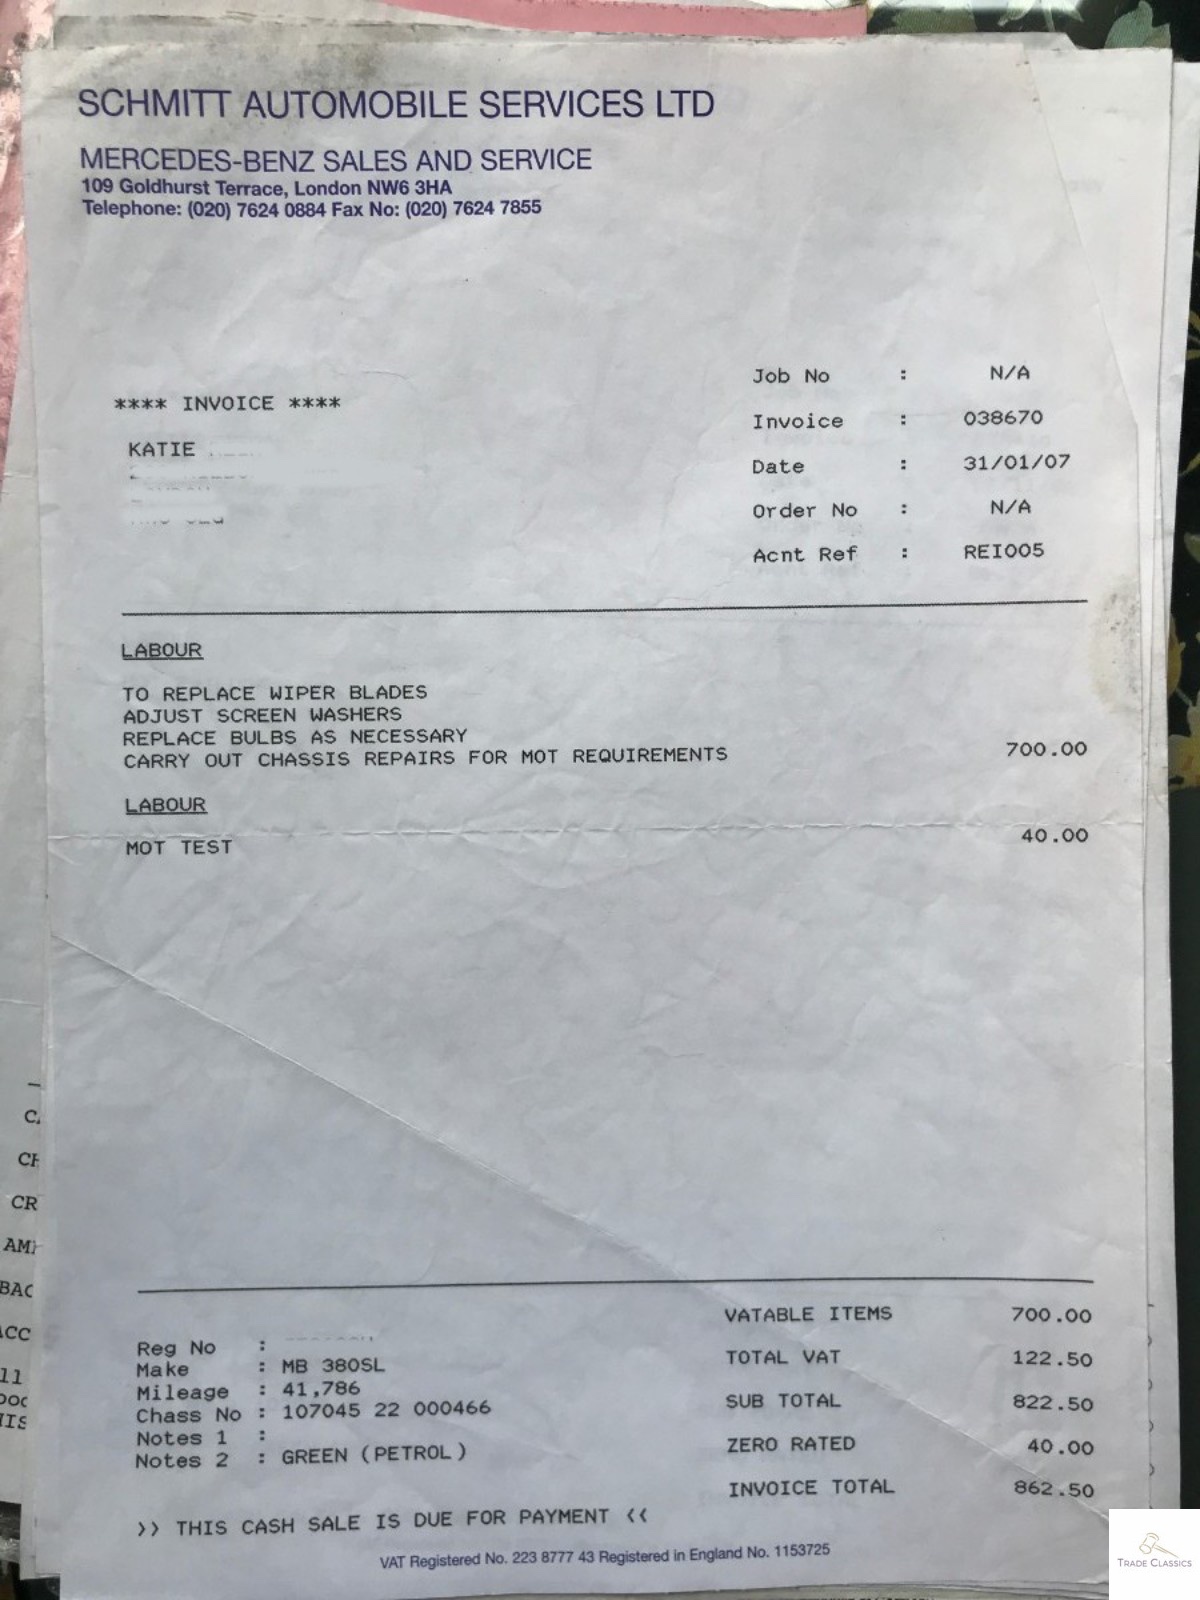 SCHMITT AUTOMOBILE SERVICES LTD
MERCEDES-BENZ SALES AND SERVICE
109 Goldhurst Terrace, London NW6 3HA
Telephone: (020) 7624 0884 Fax No: (020) 7624 7855
Job No : N/A
**** INVOICE ****
Invoice : 038670
KATIE
Date : 31/01/07
Order No : N/A
Acnt Ref : REI005
LABOUR
TO REPLACE WIPER BLADES
ADJUST SCREEN WASHERS
REPLACE BULBS AS NECESSARY
CARRY OUT CHASSIS REPAIRS FOR MOT REQUIREMENTS 700.00
LABOUR
MOT TEST 40.00
VATABLE ITEMS 700.00
TOTAL VAT 122.50
SUB TOTAL 822.50
ZERO RATED 40.00
INVOICE TOTAL 862.50
Reg No :
Make : MB 380SL
Mileage : 41,786
Chass No : 107045 22 000466
Notes 1 :
Notes 2 : GREEN (PETROL)
>> THIS CASH SALE IS DUE FOR PAYMENT <<
VAT Registered No. 223 8777 43 Registered in England No. 1153725
TRADE CLASSICS